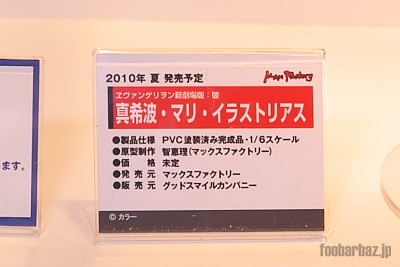 2010年 夏 発売予定
Max Factory
ヱヴァンゲリヲン新劇場版：破
真希波・マリ・イラストリアス
●製品仕様 PVC塗装済み完成品・1/6スケール
●原型制作 智恵理(マックスファクトリー)
●価格 未定
●発売元 マックスファクトリー
●販売元 グッドスマイルカンパニー
© カラー
ます。
foobarbaz.jp